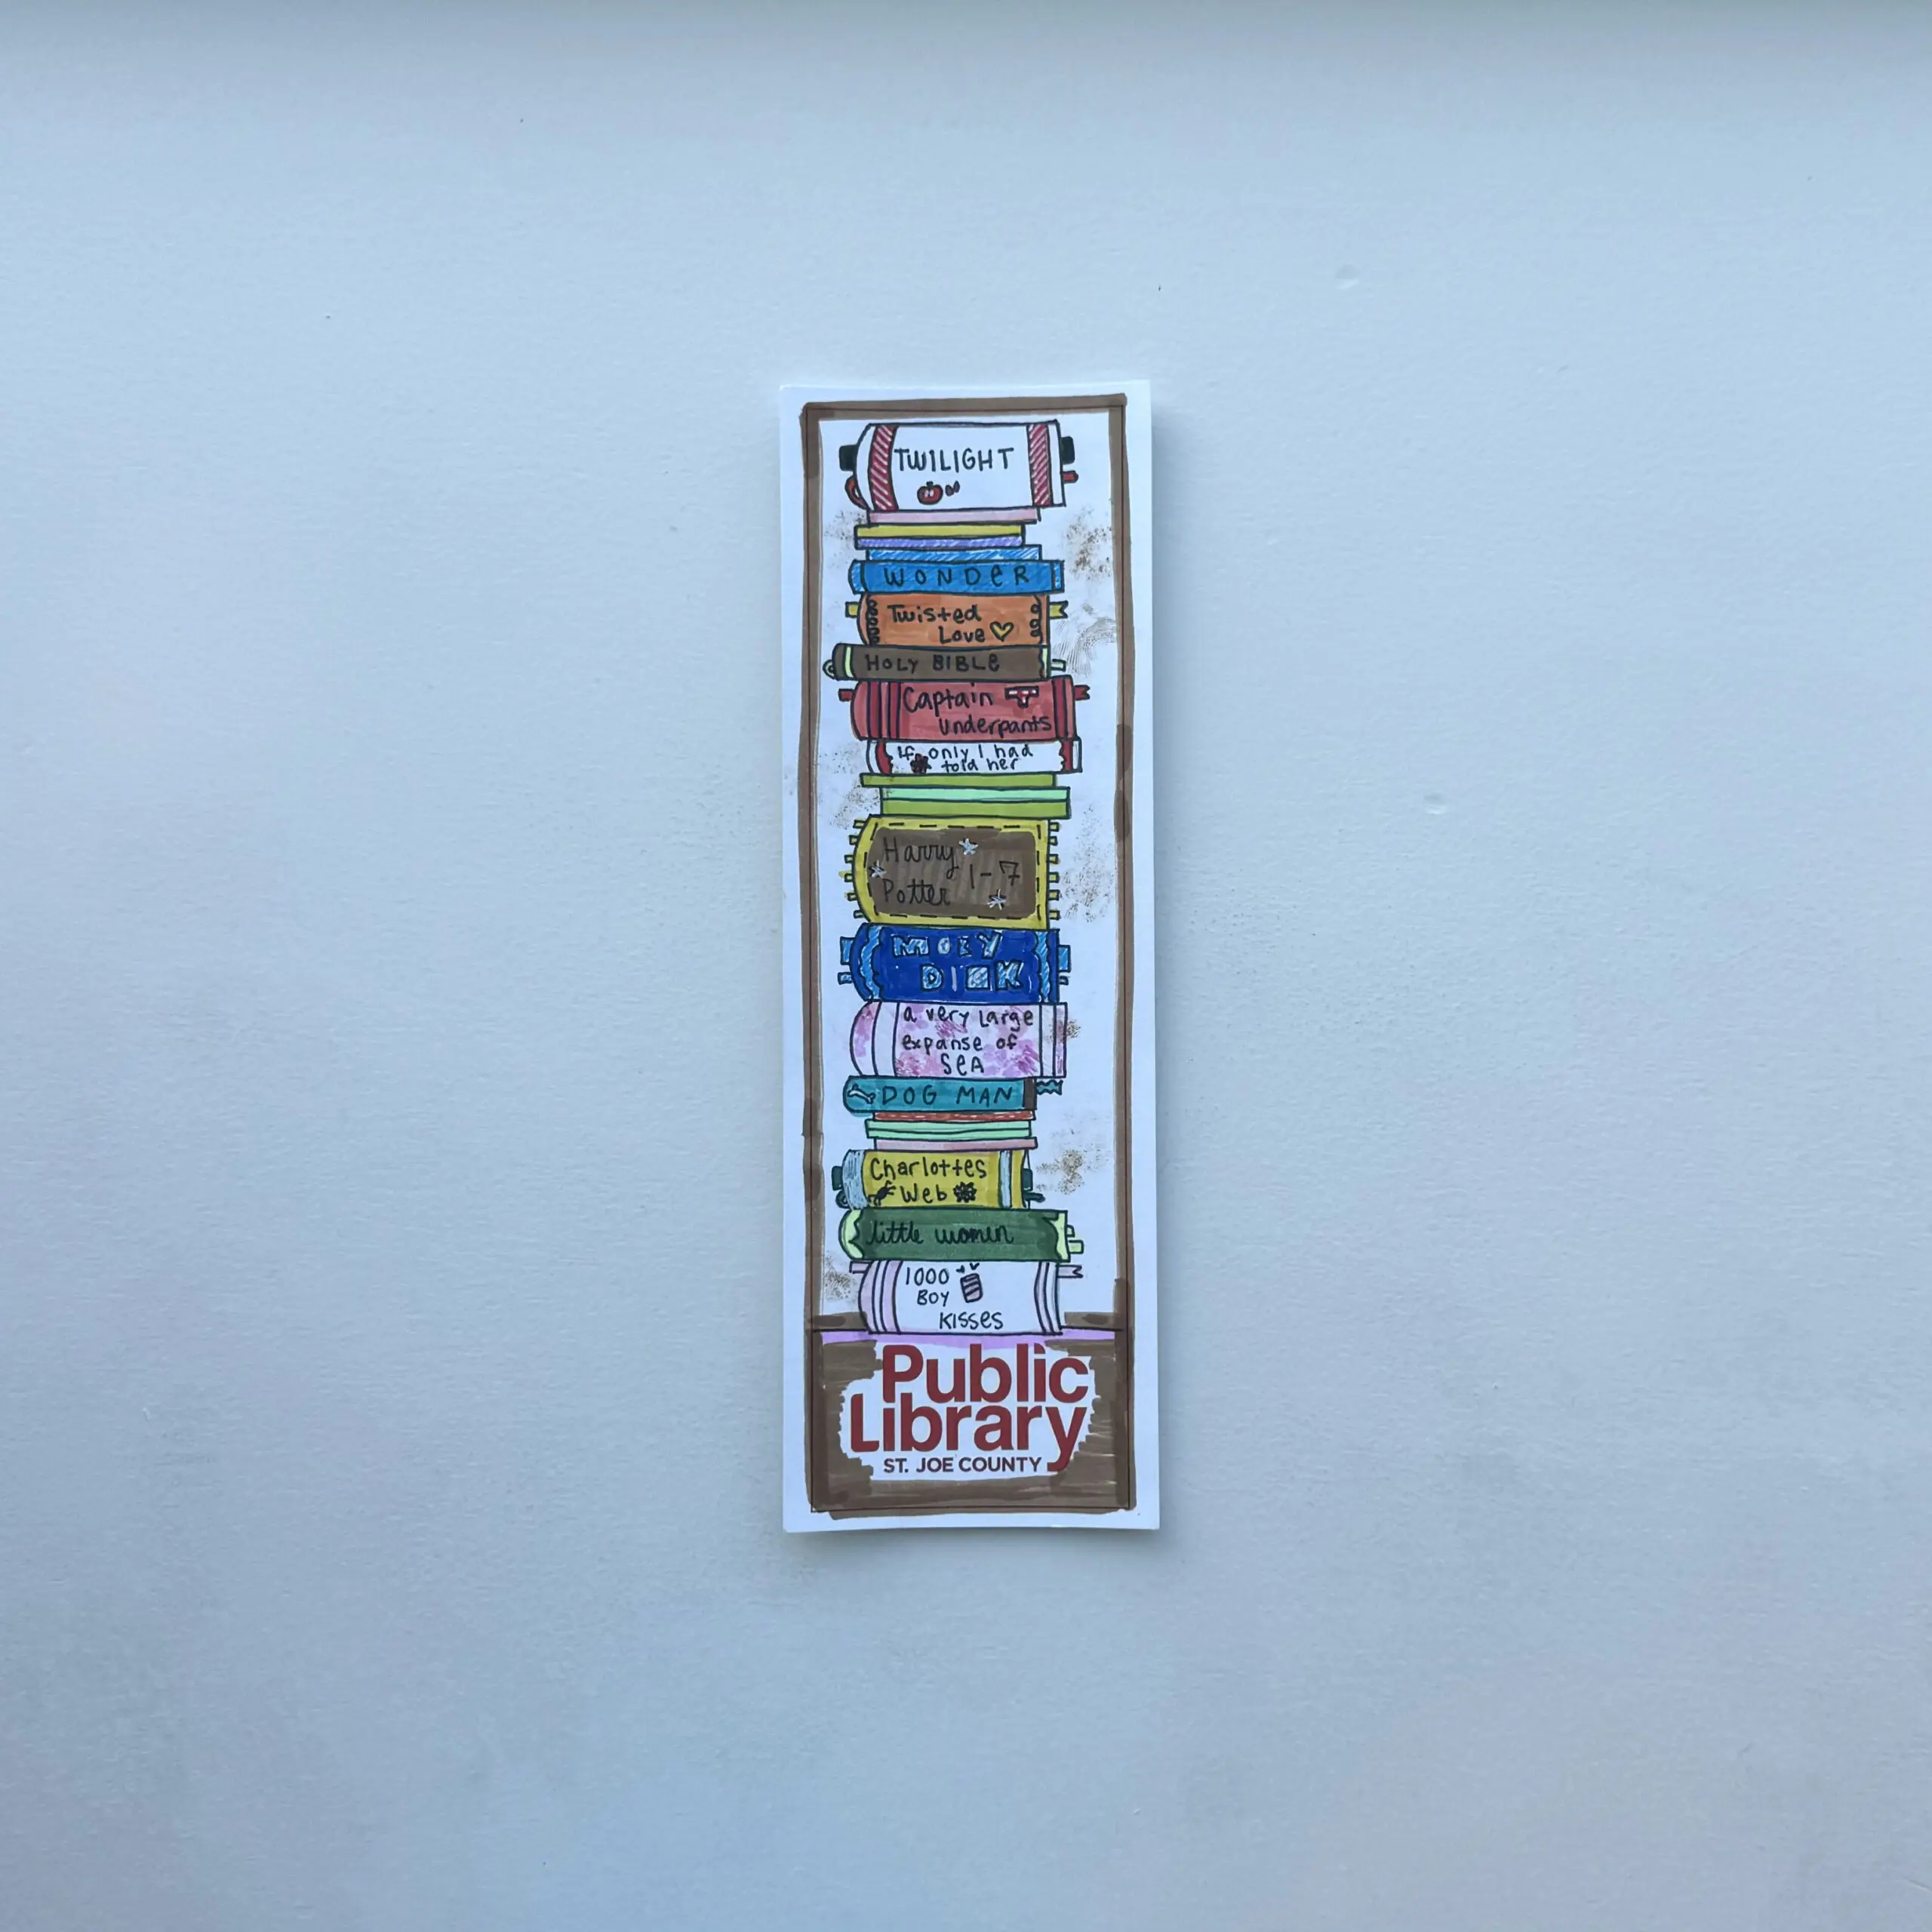 TWILIGHT
WONDER
Twisted
Love
HOLY BIBLE
Captain
Underpants
If only I had
told her
Harry
Potter 1-7
MOBY
DICK
a very large
expanse of
SEA
DOG MAN
Charlottes
Web
little women
1000
BOY
KISSES
Public
Library
ST. JOE COUNTY